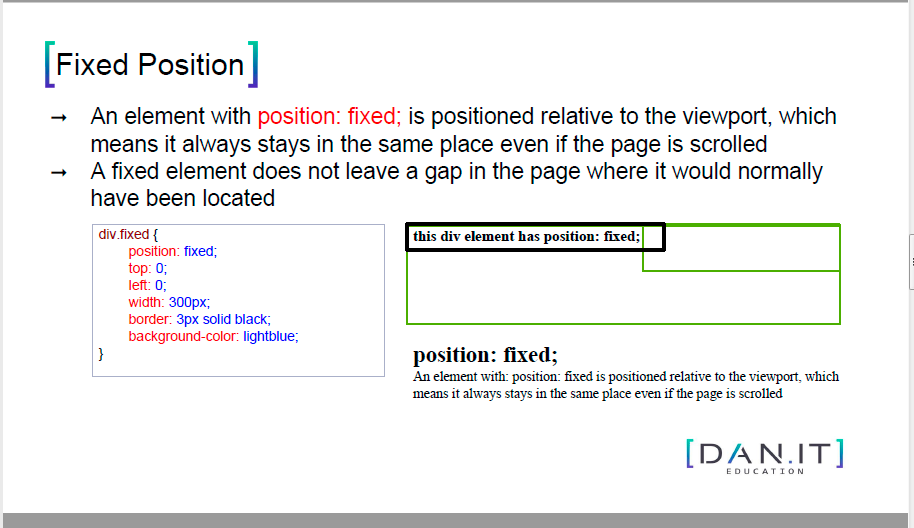 [Fixed Position]
→ An element with position: fixed; is positioned relative to the viewport, which
means it always stays in the same place even if the page is scrolled
→ A fixed element does not leave a gap in the page where it would normally
have been located
div.fixed {
position: fixed;
top: 0;
left: 0;
width: 300px;
border: 3px solid black;
background-color: lightblue;
}
this div element has position: fixed;
position: fixed;
An element with: position: fixed is positioned relative to the viewport, which
means it always stays in the same place even if the page is scrolled
[DAN.IT]
EDUCATION